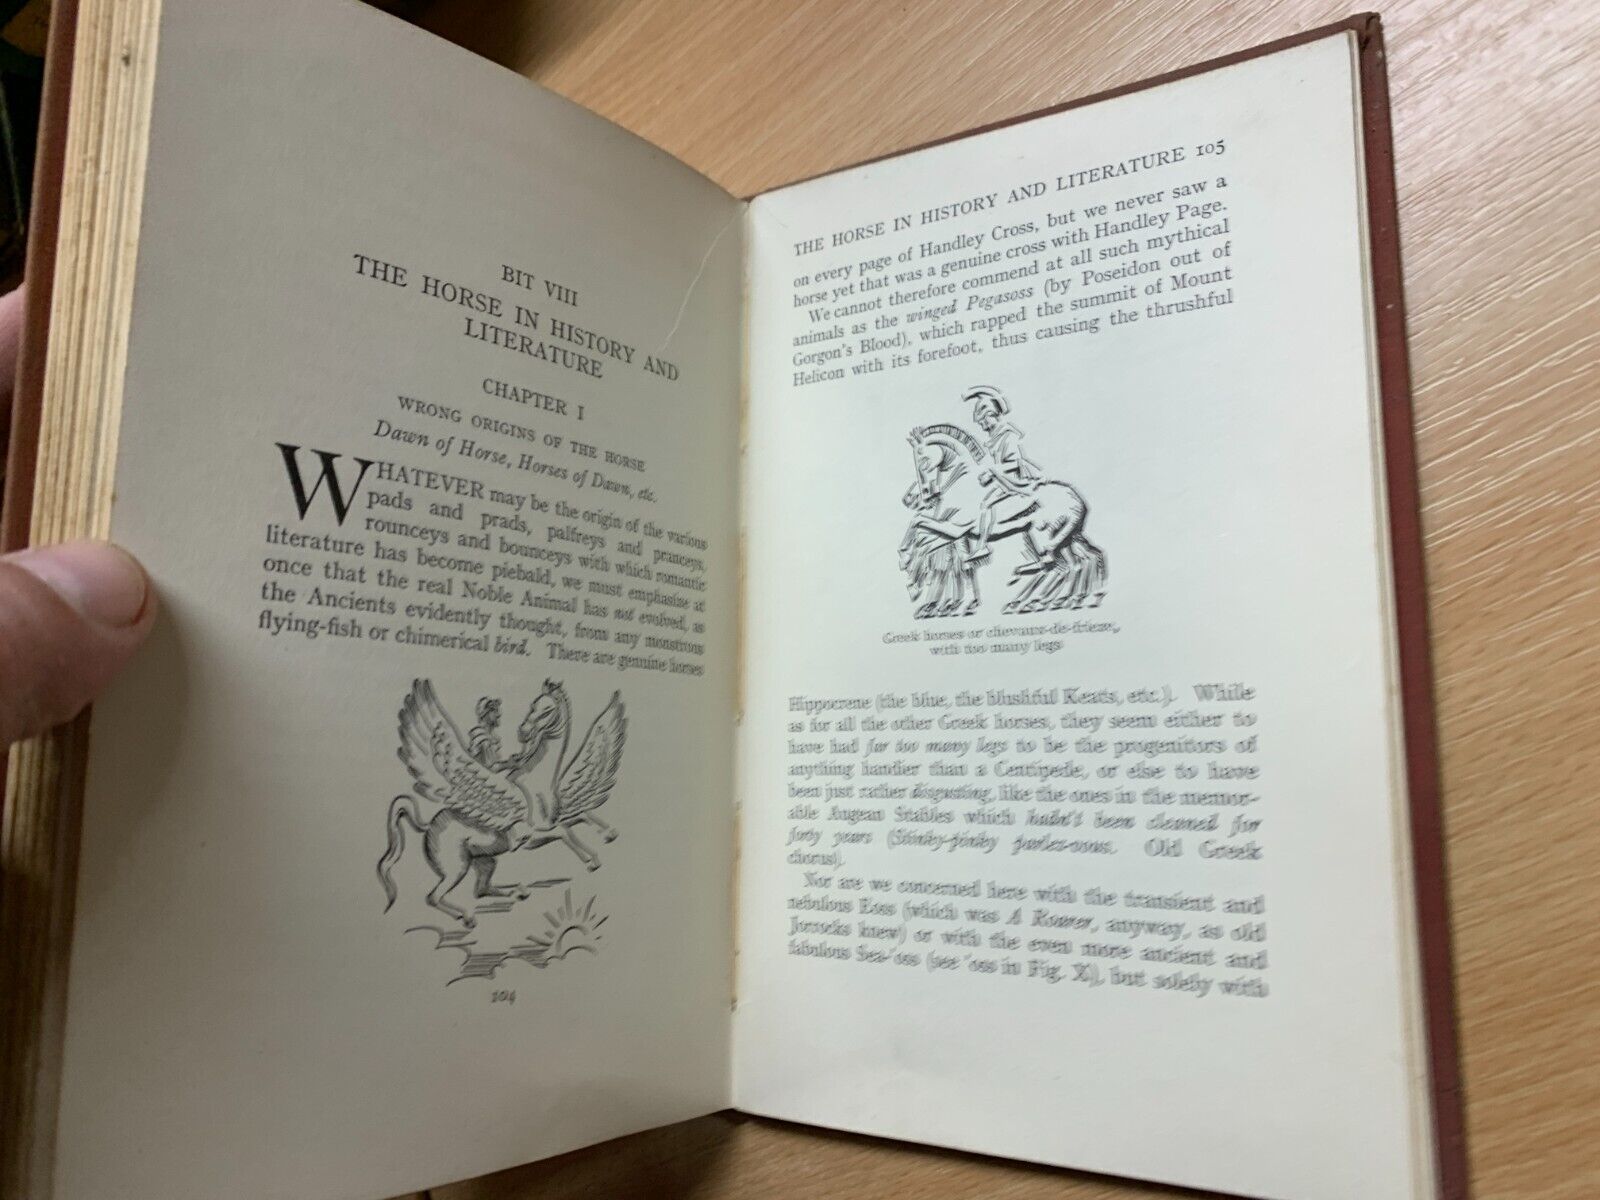 BIT VIII
THE HORSE IN HISTORY AND
LITERATURE
CHAPTER I
WRONG ORIGINS OF THE HORSE
Dawn of Horse, Horses of Dawn, etc.
WHATEVER may be the origin of the various
pads and prads, palfreys and pranceys,
rounceys and bounceys with which romantic
literature has become piebald, we must emphasize at
once that the real Noble Animal has not evolved, as
the Ancients evidently thought, from any monstrous
flying-fish or chimerical bird. There are genuine horses
104
THE HORSE IN HISTORY AND LITERATURE 105
on every page of Handley Cross, but we never saw a
horse yet that was a genuine cross with Handley Page.
We cannot therefore commend at all such mythical
animals as the winged Pegasoss (by Poseidon out of
Gorgon's Blood), which rapped the summit of Mount
Helicon with its forefoot, thus causing the thrushful
Greek horses or chevaux-de-frieze,
with too many legs
Hippocrene (the blue, the blushful Keats, etc.). While
as for all the other Greek horses, they seem either to
have had far too many legs to be the progenitors of
anything handier than a Centipede, or else to have
been just rather disgusting, like the ones in the memor-
able Augean Stables which hadn't been cleaned for
forty years (Stinky-pinky parlez-vous. Old Greek
chorus).
Nor are we concerned here with the transient and
nebulous Eoss (which was A Roarer, anyway, as old
Jorrocks knew) or with the even more ancient and
fabulous Sea-'oss (see 'oss in Fig. X), but solely with